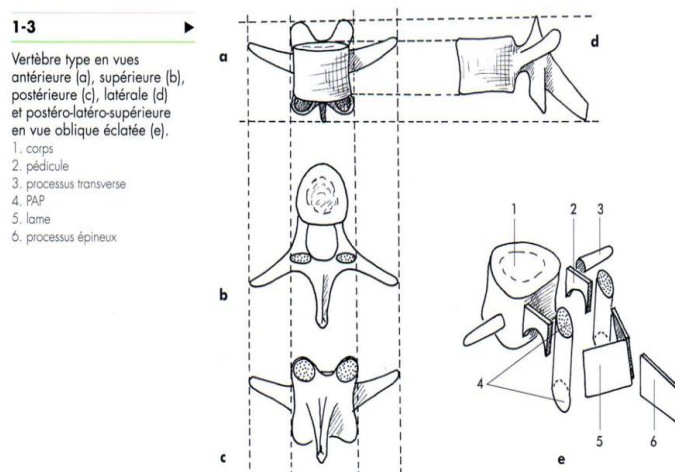 1-3
Vertèbre type en vues
antérieure (a), supérieure (b),
postérieure (c), latérale (d)
et postéro-latéro-supérieure
en vue oblique éclatée (e).
1. corps
2. pédicule
3. processus transverse
4. PAP
5. lame
6. processus épineux
a
d
b
c
1
2
3
4
5
6
e